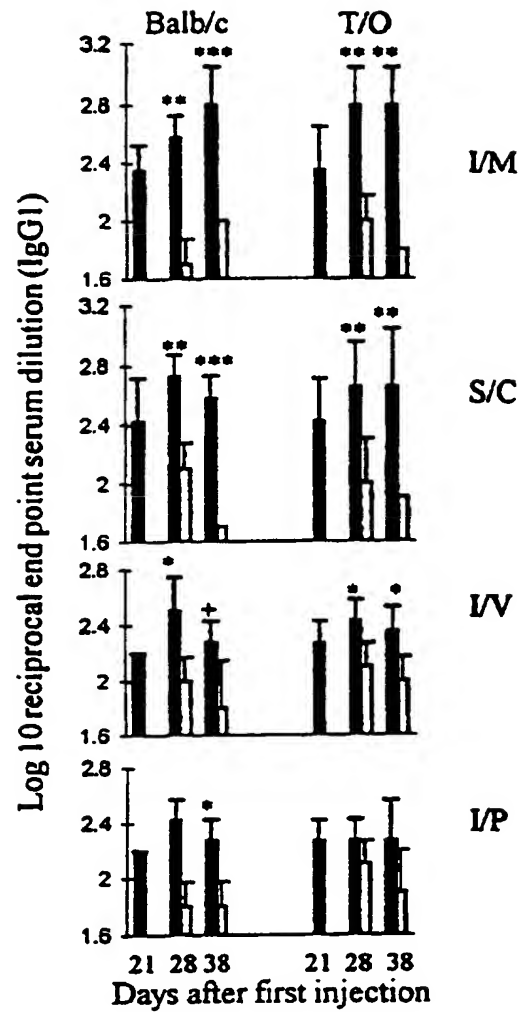 Balb/c T/O
3.2 *** ** **
2.8 **
2.4 I/M
2
1.6
3.2
2.8 ** *** ** **
2.4 S/C
2
1.6
2.8 * I/V
2.4 + * *
2
1.6
2.8 I/P
2.4 *
2
1.6
21 28 38 21 28 38
Days after first injection
Log 10 reciprocal end point serum dilution (IgG1)